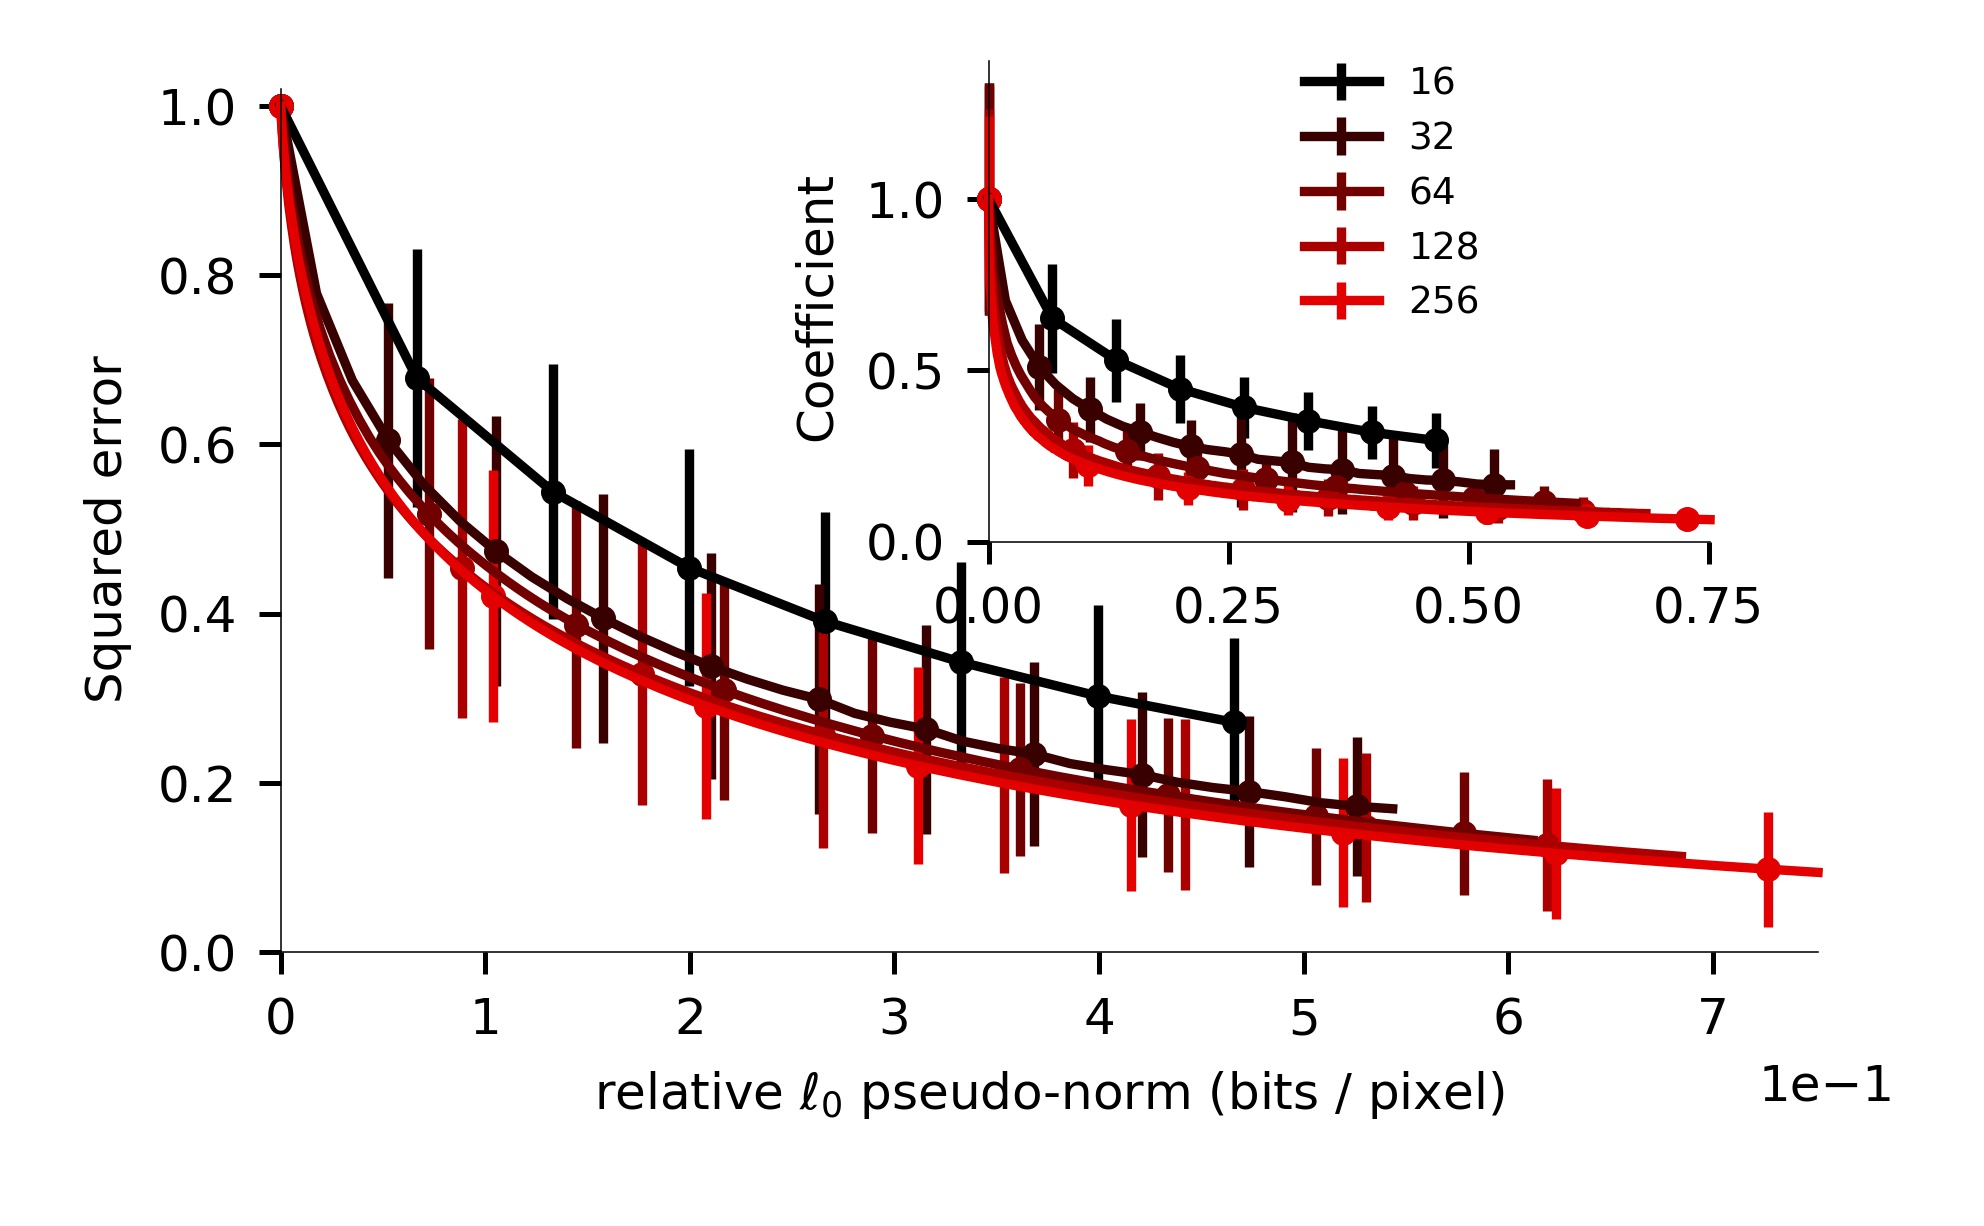 16
32
64
128
256
Coefficient
1.0
0.5
0.0
0.00 0.25 0.50 0.75
Squared error
1.0
0.8
0.6
0.4
0.2
0.0
0 1 2 3 4 5 6 7
1e−1
relative ℓ0 pseudo-norm (bits / pixel)